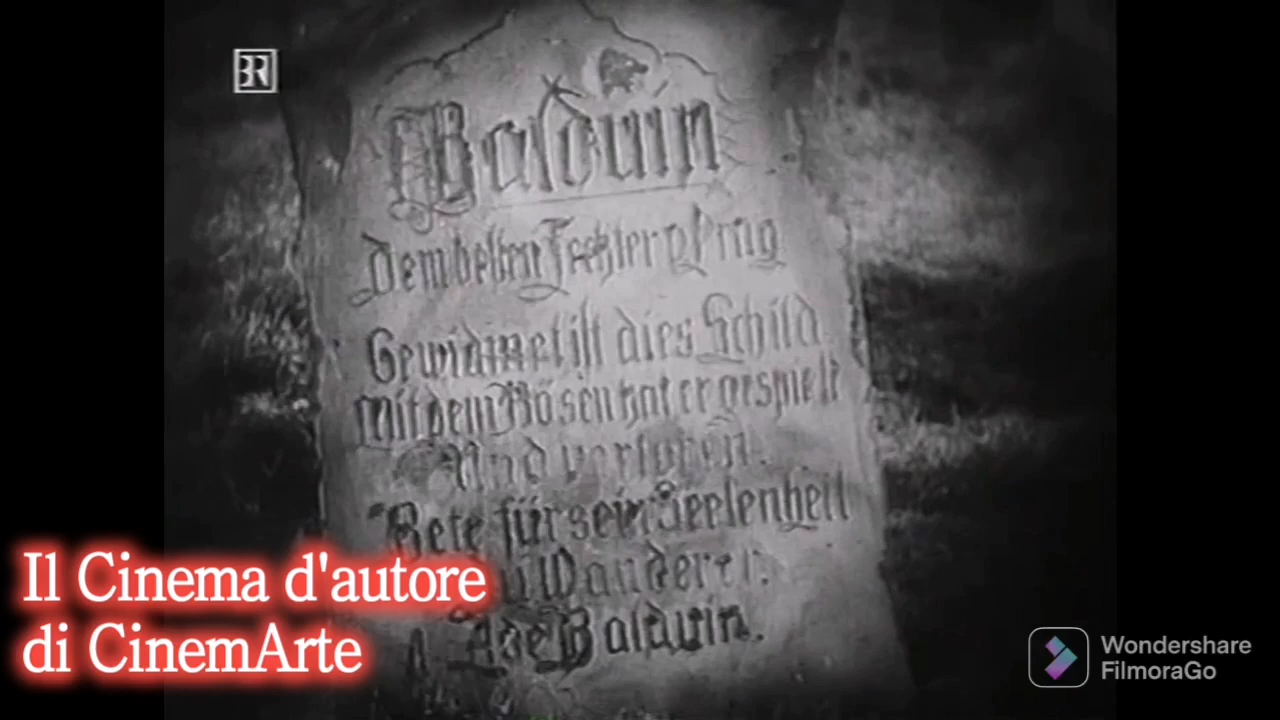 BR
Balduin
Dem besten Fechter v Prag
Gewidmet ist dies Schild
Mit dem Bösen hat er gespielt
Und verloren.
Bete für sein Seelenheil
Wanderer.
Ade Balduin.
Il Cinema d'autore
di CinemArte
Wondershare
FilmoraGo